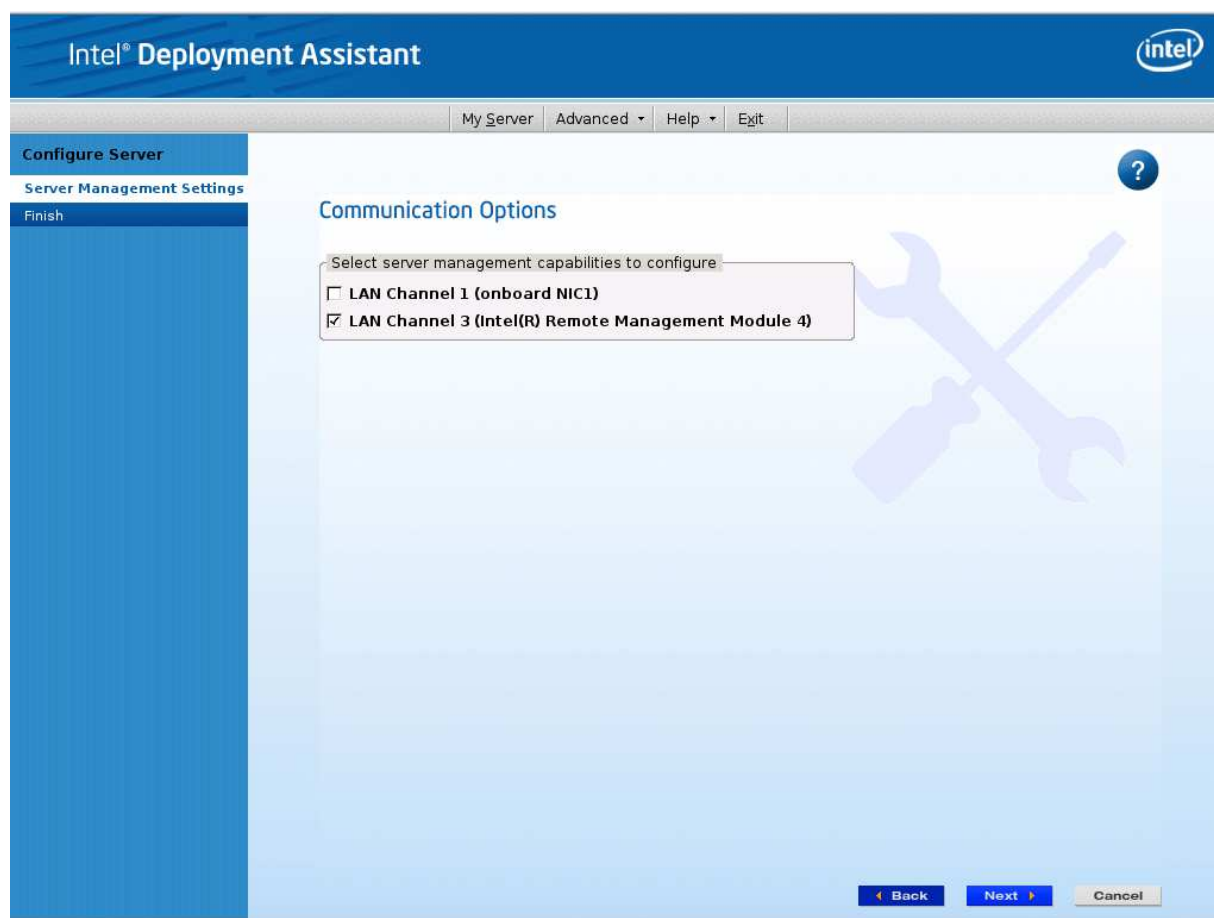 Intel® Deployment Assistant
intel
My Server Advanced Help Exit
Configure Server
Server Management Settings
Finish
?
Communication Options
Select server management capabilities to configure
LAN Channel 1 (onboard NIC1)
LAN Channel 3 (Intel(R) Remote Management Module 4)
Back Next Cancel